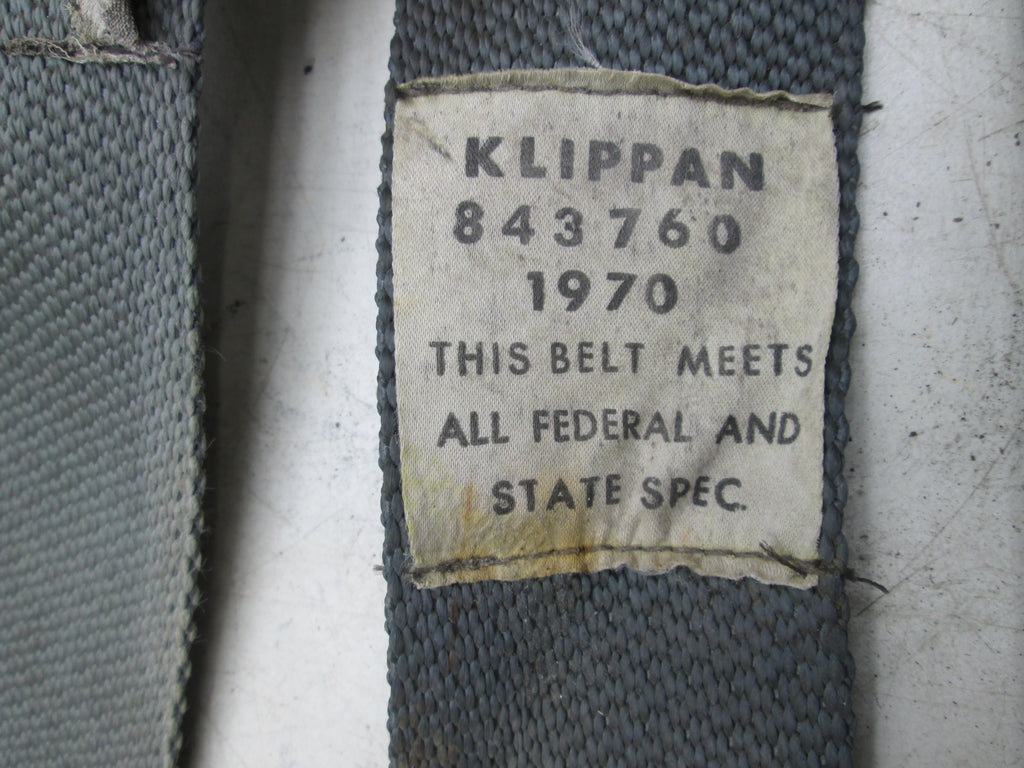 KLIPPAN
843760
1970
THIS BELT MEETS
ALL FEDERAL AND
STATE SPEC.